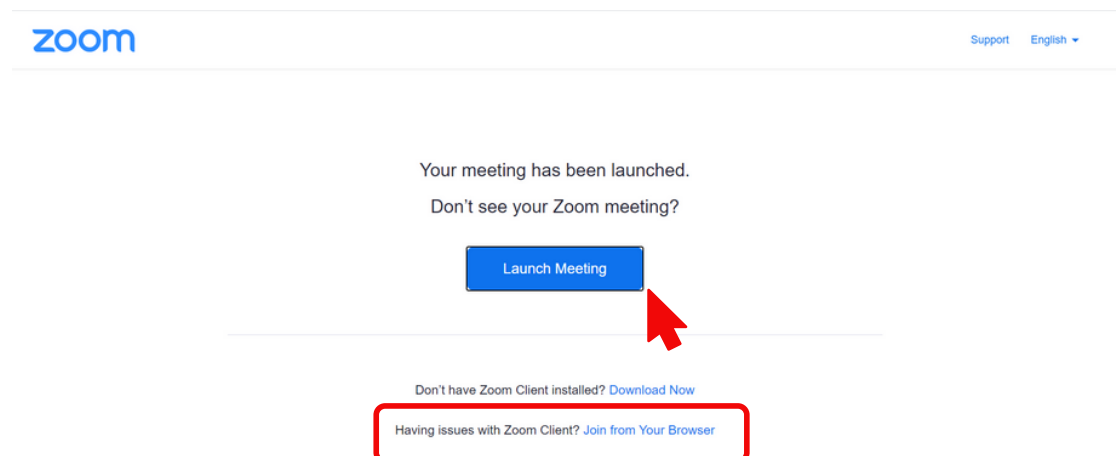 zoom
Support English
Your meeting has been launched.
Don't see your Zoom meeting?
Launch Meeting
Don't have Zoom Client installed? Download Now
Having issues with Zoom Client? Join from Your Browser